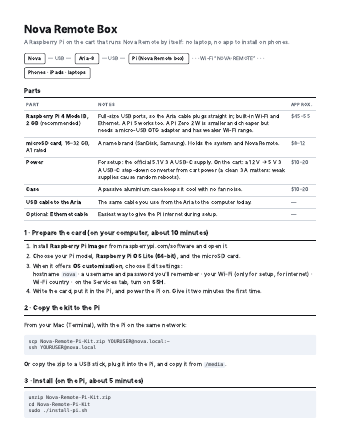 Nova Remote Box
A Raspberry Pi on the cart that runs Nova Remote by itself: no laptop, no app to install on phones.
Nova — USB — Aria-8 — USB — Pi (Nova Remote box) · · · Wi-Fi "NOVA-REMOTE" · · ·
Phones · iPads · laptops
Parts
PART NOTES APPROX.
Raspberry Pi 4 Model B, 2 GB (recommended)
Full-size USB ports, so the Aria cable plugs straight in; built-in Wi-Fi and Ethernet. A Pi 5 works too. A Pi Zero 2 W is smaller and cheaper but needs a micro-USB OTG adapter and has weaker Wi-Fi range.
$45-55
microSD card, 16–32 GB, A1 rated
A name brand (SanDisk, Samsung). Holds the system and Nova Remote.
$8-12
Power
For setup: the official 5.1 V 3 A USB-C supply. On the cart: a 12 V → 5 V 3 A USB-C step-down converter from cart power (a clean 3 A matters: weak supplies cause random reboots).
$10-20
Case
A passive aluminium case keeps it cool with no fan noise.
$10-20
USB cable to the Aria
The same cable you use from the Aria to the computer today.
—
Optional: Ethernet cable
Easiest way to give the Pi internet during setup.
—
1 · Prepare the card (on your computer, about 10 minutes)
1. Install Raspberry Pi Imager from raspberrypi.com/software and open it.
2. Choose your Pi model, Raspberry Pi OS Lite (64-bit), and the microSD card.
3. When it offers OS customisation, choose Edit settings:
hostname nova · a username and password you'll remember · your Wi-Fi (only for setup, for internet) ·
Wi-Fi country · on the Services tab, turn on SSH.
4. Write the card, put it in the Pi, and power the Pi on. Give it two minutes the first time.
2 · Copy the kit to the Pi
From your Mac (Terminal), with the Pi on the same network:
scp Nova-Remote-Pi-Kit.zip YOURUSER@nova.local:~
ssh YOURUSER@nova.local
Or copy the zip to a USB stick, plug it into the Pi, and copy it from /media.
3 · Install (on the Pi, about 5 minutes)
unzip Nova-Remote-Pi-Kit.zip
cd Nova-Remote-Pi-Kit
sudo ./install-pi.sh